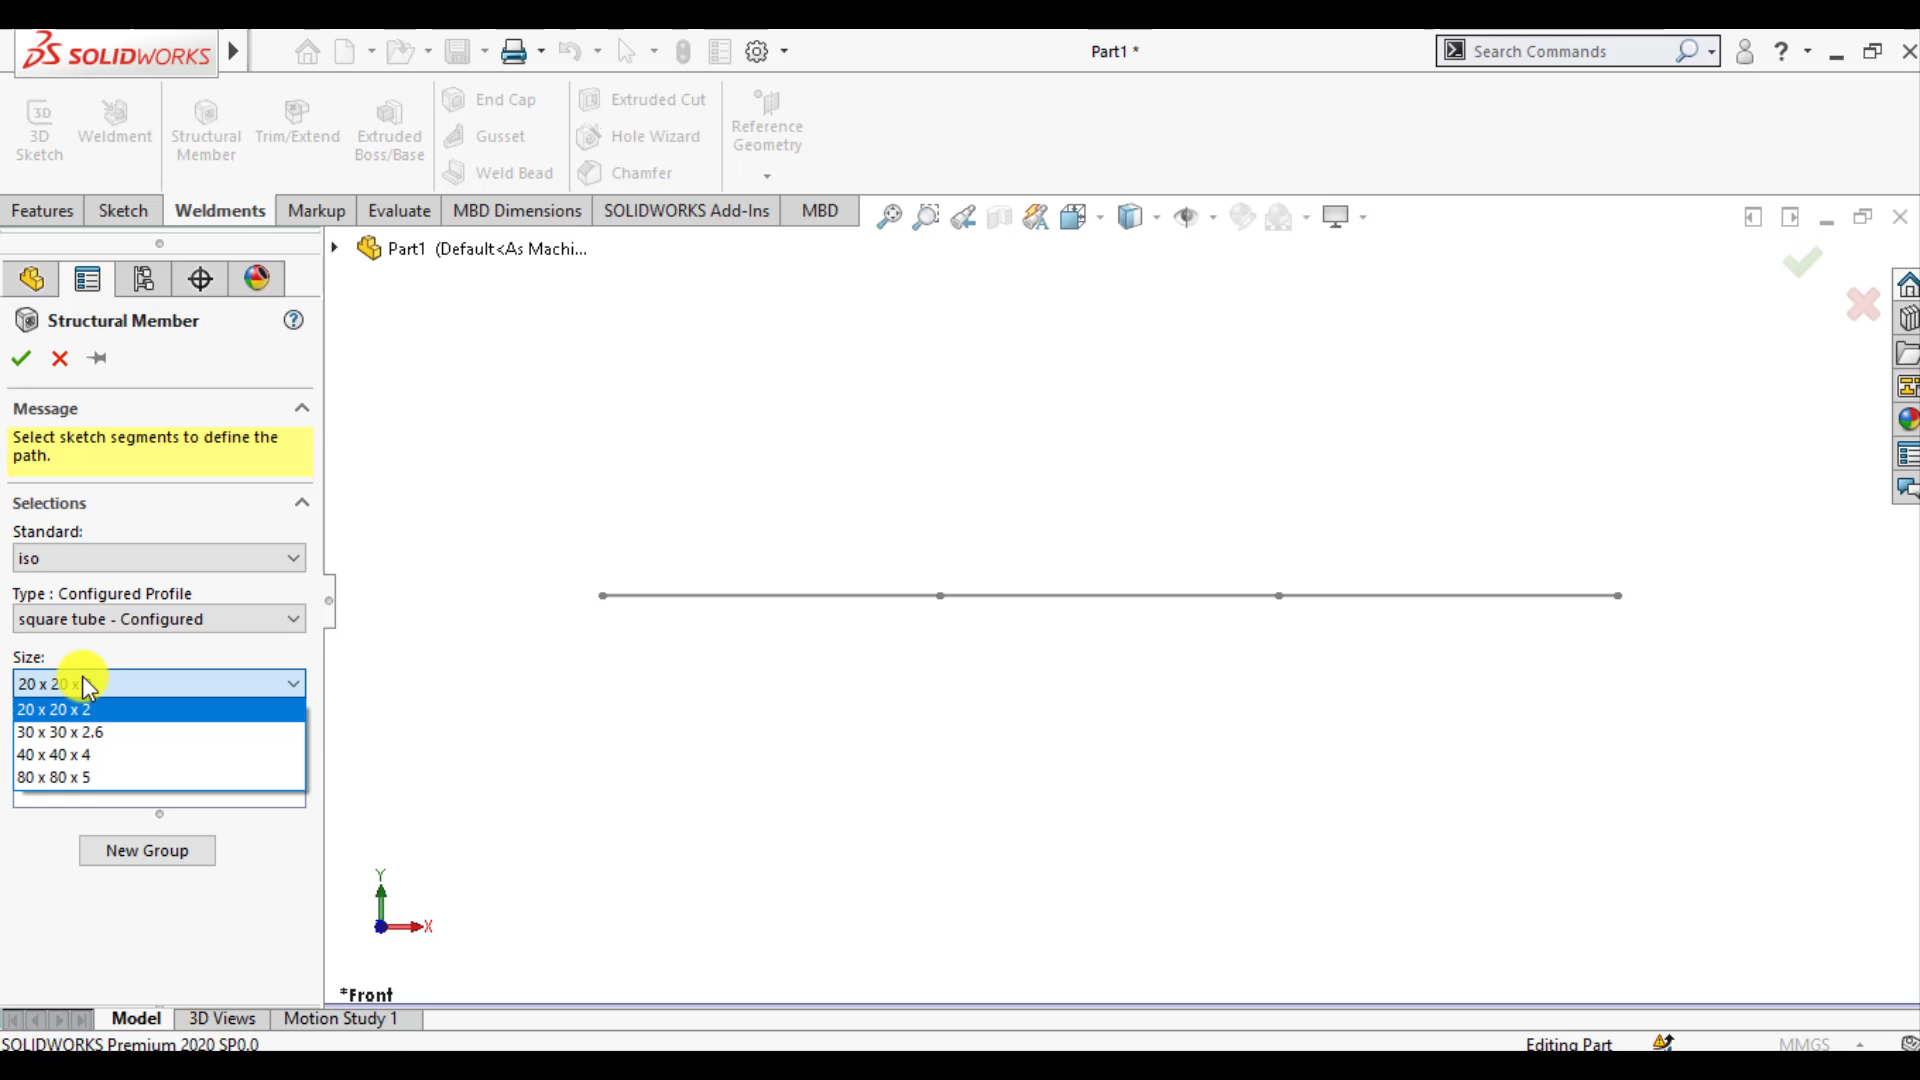 SOLIDWORKS
Part1 *
Search Commands
3D
3D
Sketch
Weldment
Structural
Member
Trim/Extend
Extruded
Boss/Base
End Cap
Gusset
Weld Bead
Extruded Cut
Hole Wizard
Chamfer
Reference
Geometry
Features
Sketch
Weldments
Markup
Evaluate
MBD Dimensions
SOLIDWORKS Add-Ins
MBD
Part1 (Default<As Machi...
Structural Member
Message
Select sketch segments to define the
path.
Selections
Standard:
iso
Type : Configured Profile
square tube - Configured
Size:
20 x 20 x
20 x 20 x 2
30 x 30 x 2.6
40 x 40 x 4
80 x 80 x 5
New Group
Y
X
*Front
Model
3D Views
Motion Study 1
SOLIDWORKS Premium 2020 SP0.0
Editing Part
MMGS